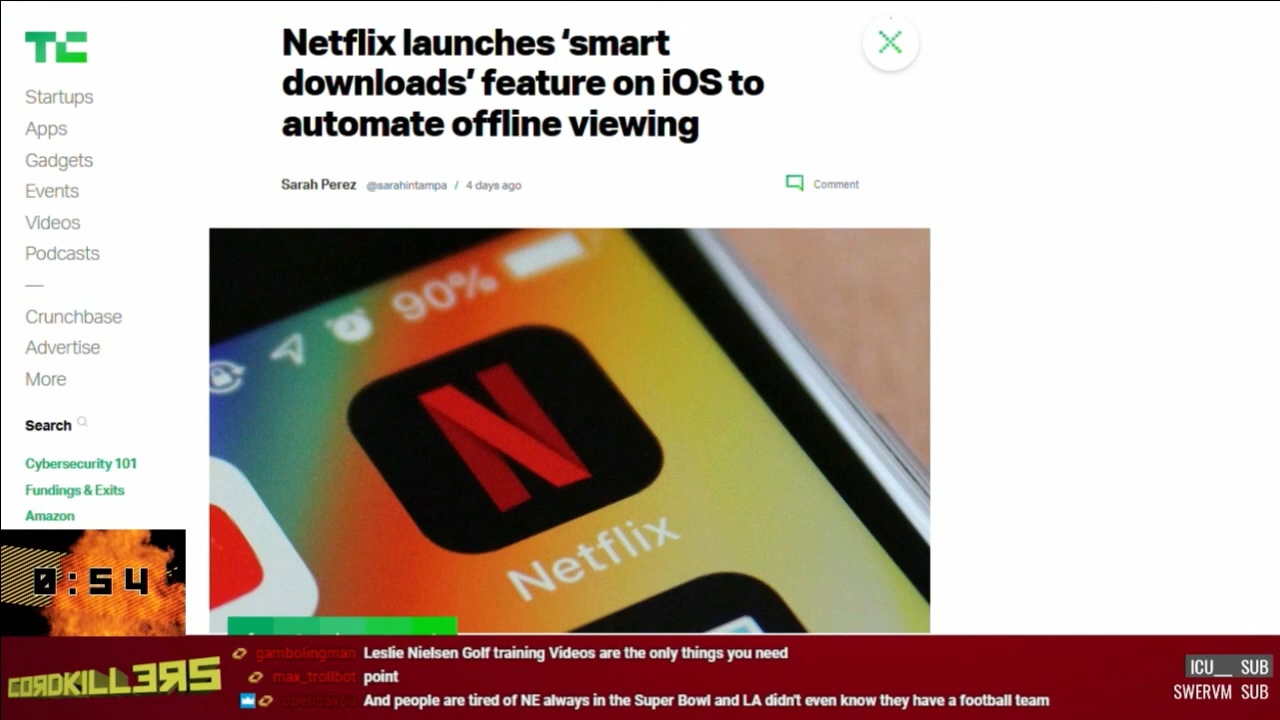 TC
Netflix launches ‘smart
downloads’ feature on iOS to
automate offline viewing
Sarah Perez @sarahintampa / 4 days ago
Comment
Startups
Apps
Gadgets
Events
Videos
Podcasts
Crunchbase
Advertise
More
Search
Cybersecurity 101
Fundings & Exits
Amazon
90%
Netflix
0:54
CORDKILLERS
gambolingman Leslie Nielsen Golf training Videos are the only things you need
max_trollbot point
And people are tired of NE always in the Super Bowl and LA didn't even know they have a football team
ICU__ SUB
SWERVM SUB